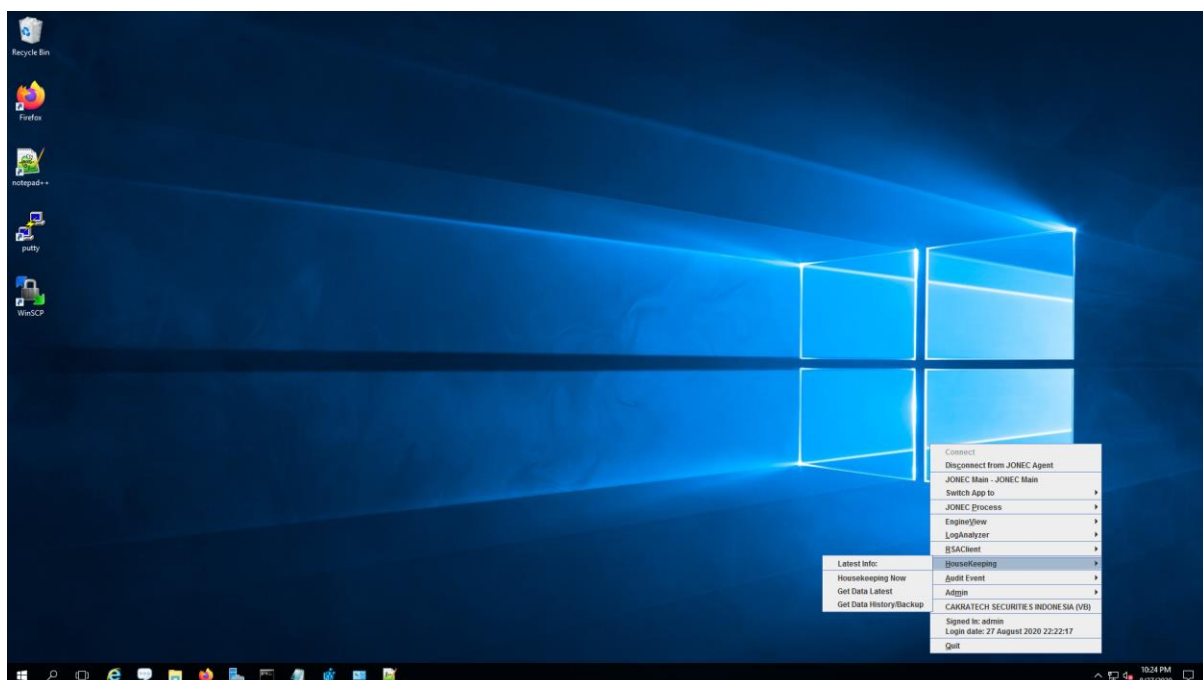 Recycle Bin
Firefox
notepad++
putty
WinSCP
Connect
Disconnect from JONEC Agent
JONEC Main - JONEC Main
Switch App to
JONEC Process
EngineView
LogAnalyzer
RSAClient
HouseKeeping
Audit Event
Admin
CAKRATECH SECURITIES INDONESIA (VB)
Signed In: admin
Login date: 27 August 2020 22:22:17
Quit
Latest Info:
Housekeeping Now
Get Data Latest
Get Data History/Backup
10:24 PM
8/27/2020